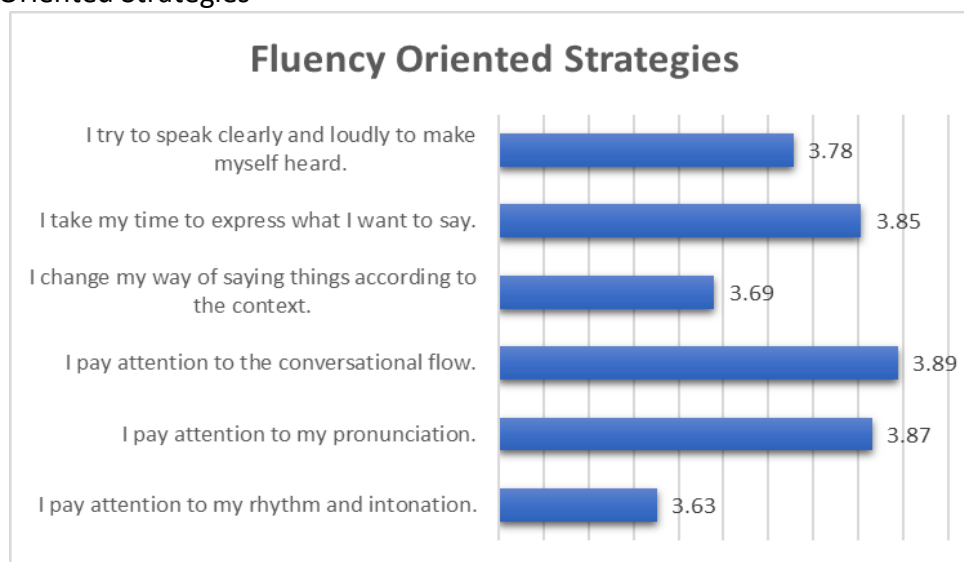 Oriented Strategies
Fluency Oriented Strategies
I try to speak clearly and loudly to make
myself heard.
3.78
I take my time to express what I want to say.
3.85
I change my way of saying things according to
the context.
3.69
I pay attention to the conversational flow.
3.89
I pay attention to my pronunciation.
3.87
I pay attention to my rhythm and intonation.
3.63